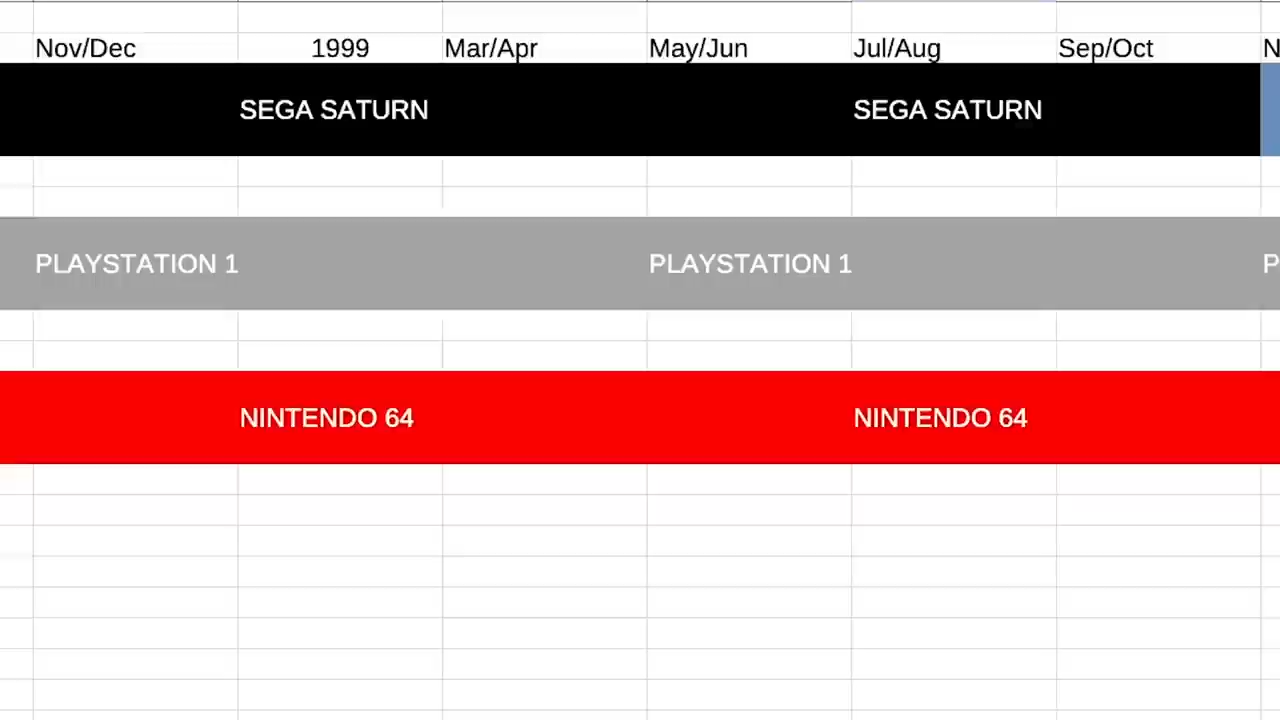 Nov/Dec 1999 Mar/Apr May/Jun Jul/Aug Sep/Oct N
SEGA SATURN SEGA SATURN
PLAYSTATION 1 PLAYSTATION 1 P
NINTENDO 64 NINTENDO 64